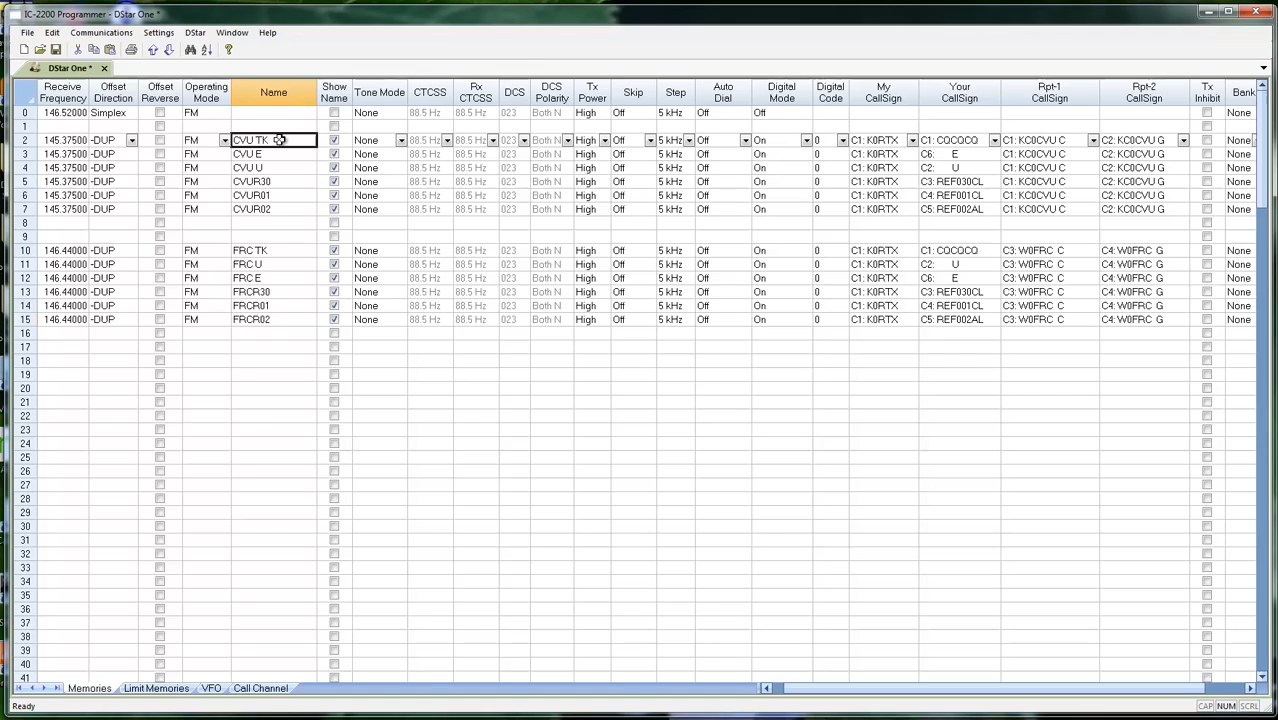 IC-2200 Programmer - DStar One *
File Edit Communications Settings DStar Window Help
DStar One *
Receive Frequency Offset Direction Offset Reverse Operating Mode Name Show Name Tone Mode CTCSS Rx CTCSS DCS DCS Polarity Tx Power Skip Step Auto Dial Digital Mode Digital Code My CallSign Your CallSign Rpt-1 CallSign Rpt-2 CallSign Tx Inhibit Bank
0 146.52000 Simplex FM None 88.5 Hz 88.5 Hz 023 Both N High Off 5 kHz Off Off
1
2 145.37500 -DUP FM CVU TK None 88.5 Hz 88.5 Hz 023 Both N High Off 5 kHz Off On 0 C1: K0RTX C1: CQCQCQ C1: KC0CVU C C2: KC0CVU G None
3 145.37500 -DUP FM CVU E None 88.5 Hz 88.5 Hz 023 Both N High Off 5 kHz Off On 0 C1: K0RTX C6: E C1: KC0CVU C C2: KC0CVU G None
4 145.37500 -DUP FM CVU U None 88.5 Hz 88.5 Hz 023 Both N High Off 5 kHz Off On 0 C1: K0RTX C2: U C1: KC0CVU C C2: KC0CVU G None
5 145.37500 -DUP FM CVUR30 None 88.5 Hz 88.5 Hz 023 Both N High Off 5 kHz Off On 0 C1: K0RTX C3: REF030CL C1: KC0CVU C C2: KC0CVU G None
6 145.37500 -DUP FM CVUR01 None 88.5 Hz 88.5 Hz 023 Both N High Off 5 kHz Off On 0 C1: K0RTX C4: REF001CL C1: KC0CVU C C2: KC0CVU G None
7 145.37500 -DUP FM CVUR02 None 88.5 Hz 88.5 Hz 023 Both N High Off 5 kHz Off On 0 C1: K0RTX C5: REF002AL C1: KC0CVU C C2: KC0CVU G None
8
9
10 146.44000 -DUP FM FRC TK None 88.5 Hz 88.5 Hz 023 Both N High Off 5 kHz Off On 0 C1: K0RTX C1: CQCQCQ C3: W0FRC C C4: W0FRC G None
11 146.44000 -DUP FM FRC U None 88.5 Hz 88.5 Hz 023 Both N High Off 5 kHz Off On 0 C1: K0RTX C2: U C3: W0FRC C C4: W0FRC G None
12 146.44000 -DUP FM FRC E None 88.5 Hz 88.5 Hz 023 Both N High Off 5 kHz Off On 0 C1: K0RTX C6: E C3: W0FRC C C4: W0FRC G None
13 146.44000 -DUP FM FRCR30 None 88.5 Hz 88.5 Hz 023 Both N High Off 5 kHz Off On 0 C1: K0RTX C3: REF030CL C3: W0FRC C C4: W0FRC G None
14 146.44000 -DUP FM FRCR01 None 88.5 Hz 88.5 Hz 023 Both N High Off 5 kHz Off On 0 C1: K0RTX C4: REF001CL C3: W0FRC C C4: W0FRC G None
15 146.44000 -DUP FM FRCR02 None 88.5 Hz 88.5 Hz 023 Both N High Off 5 kHz Off On 0 C1: K0RTX C5: REF002AL C3: W0FRC C C4: W0FRC G None
16
17
18
19
20
21
22
23
24
25
26
27
28
29
30
31
32
33
34
35
36
37
38
39
40
41
Memories Limit Memories VFO Call Channel
Ready CAP NUM SCRL